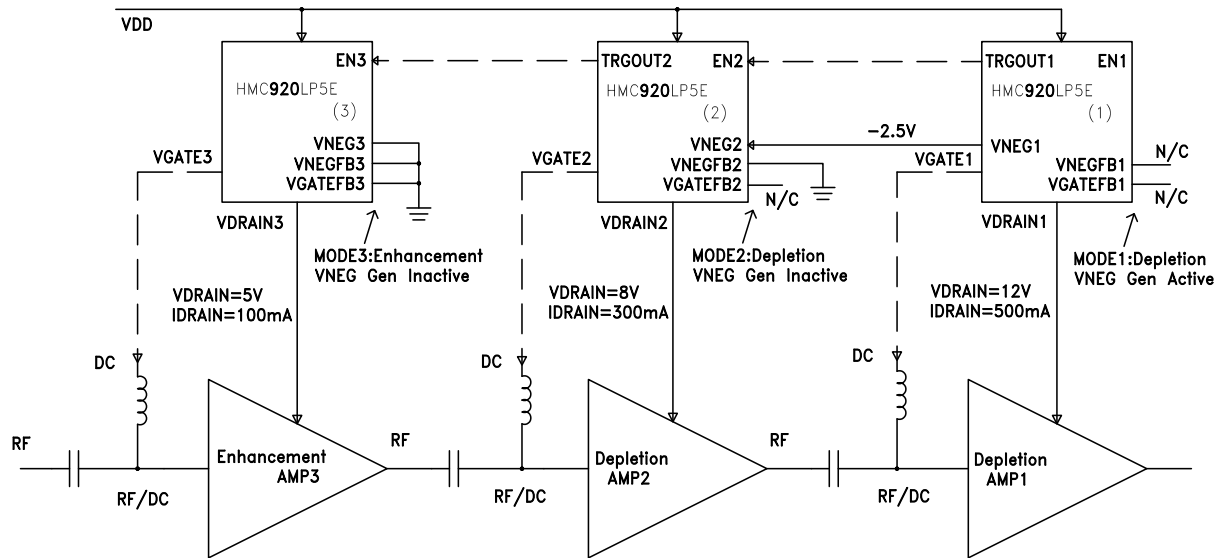 VDD
EN3
HMC920LP5E
(3)
VNEG3
VNEGFB3
VGATEFB3
VGATE3
VDRAIN3
MODE3:Enhancement
VNEG Gen Inactive
VDRAIN=5V
IDRAIN=100mA
DC
RF
RF/DC
Enhancement
AMP3
TRGOUT2
EN2
HMC920LP5E
(2)
VNEG2
VNEGFB2
VGATEFB2
N/C
VGATE2
VDRAIN2
MODE2:Depletion
VNEG Gen Inactive
VDRAIN=8V
IDRAIN=300mA
DC
RF
RF/DC
Depletion
AMP2
TRGOUT1
EN1
HMC920LP5E
(1)
-2.5V
VNEG1
VNEGFB1
N/C
VGATEFB1
N/C
VGATE1
VDRAIN1
MODE1:Depletion
VNEG Gen Active
VDRAIN=12V
IDRAIN=500mA
DC
RF
RF/DC
Depletion
AMP1